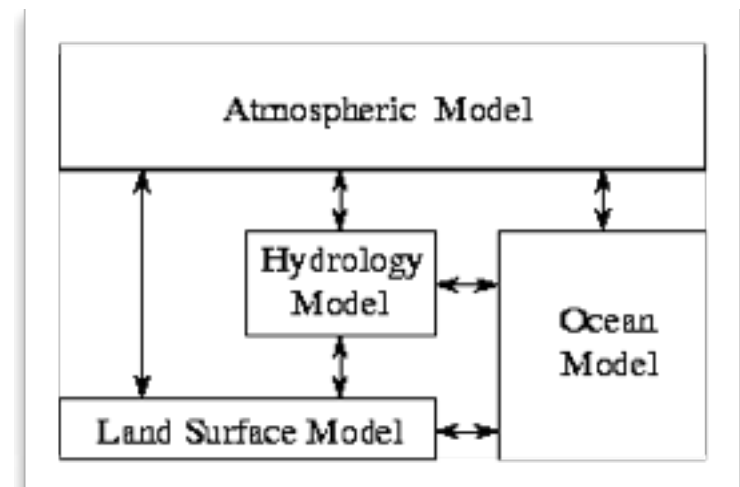 Atmospheric Model
Hydrology
Model
Ocean
Model
Land Surface Model